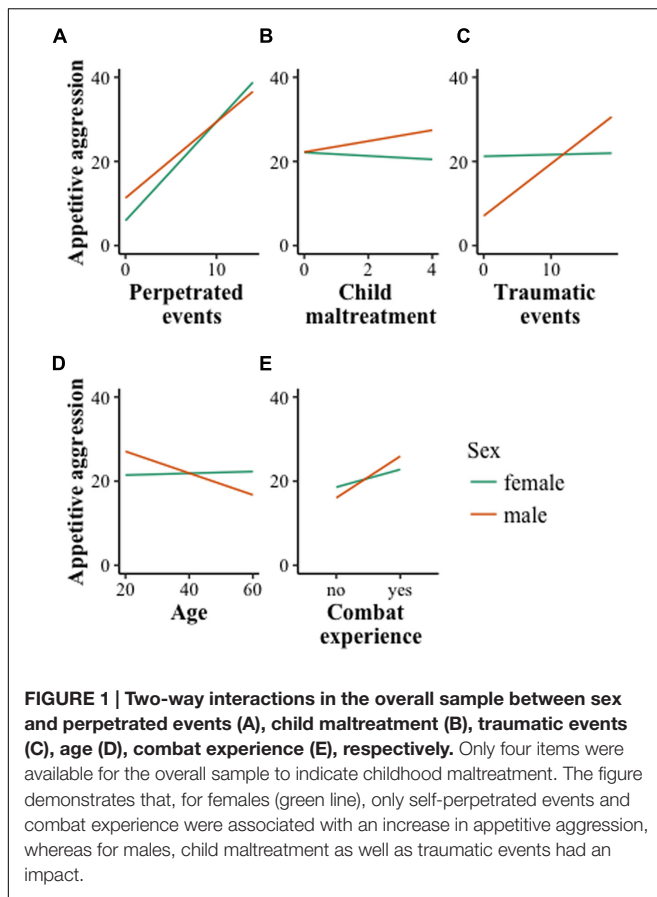 A
B
C
Appetitive aggression
40
20
0
0
10
Perpetrated
events
40
20
0
0
2
4
Child
maltreatment
40
20
0
0
10
Traumatic
events
D
E
Appetitive aggression
40
20
0
20
40
60
Age
40
20
0
no
yes
Combat
experience
Sex
female
male
FIGURE 1 | Two-way interactions in the overall sample between sex
and perpetrated events (A), child maltreatment (B), traumatic events
(C), age (D), combat experience (E), respectively. Only four items were
available for the overall sample to indicate childhood maltreatment. The figure
demonstrates that, for females (green line), only self-perpetrated events and
combat experience were associated with an increase in appetitive aggression,
whereas for males, child maltreatment as well as traumatic events had an
impact.